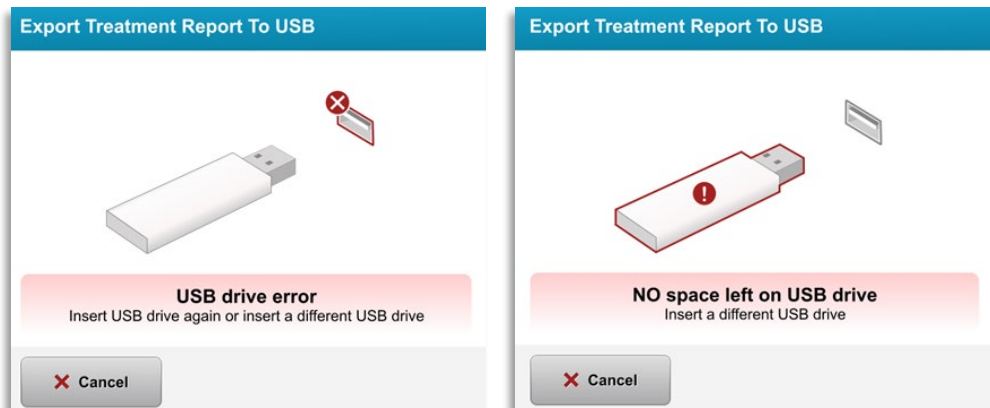 Export Treatment Report To USB
USB drive error
Insert USB drive again or insert a different USB drive
Cancel
Export Treatment Report To USB
NO space left on USB drive
Insert a different USB drive
Cancel